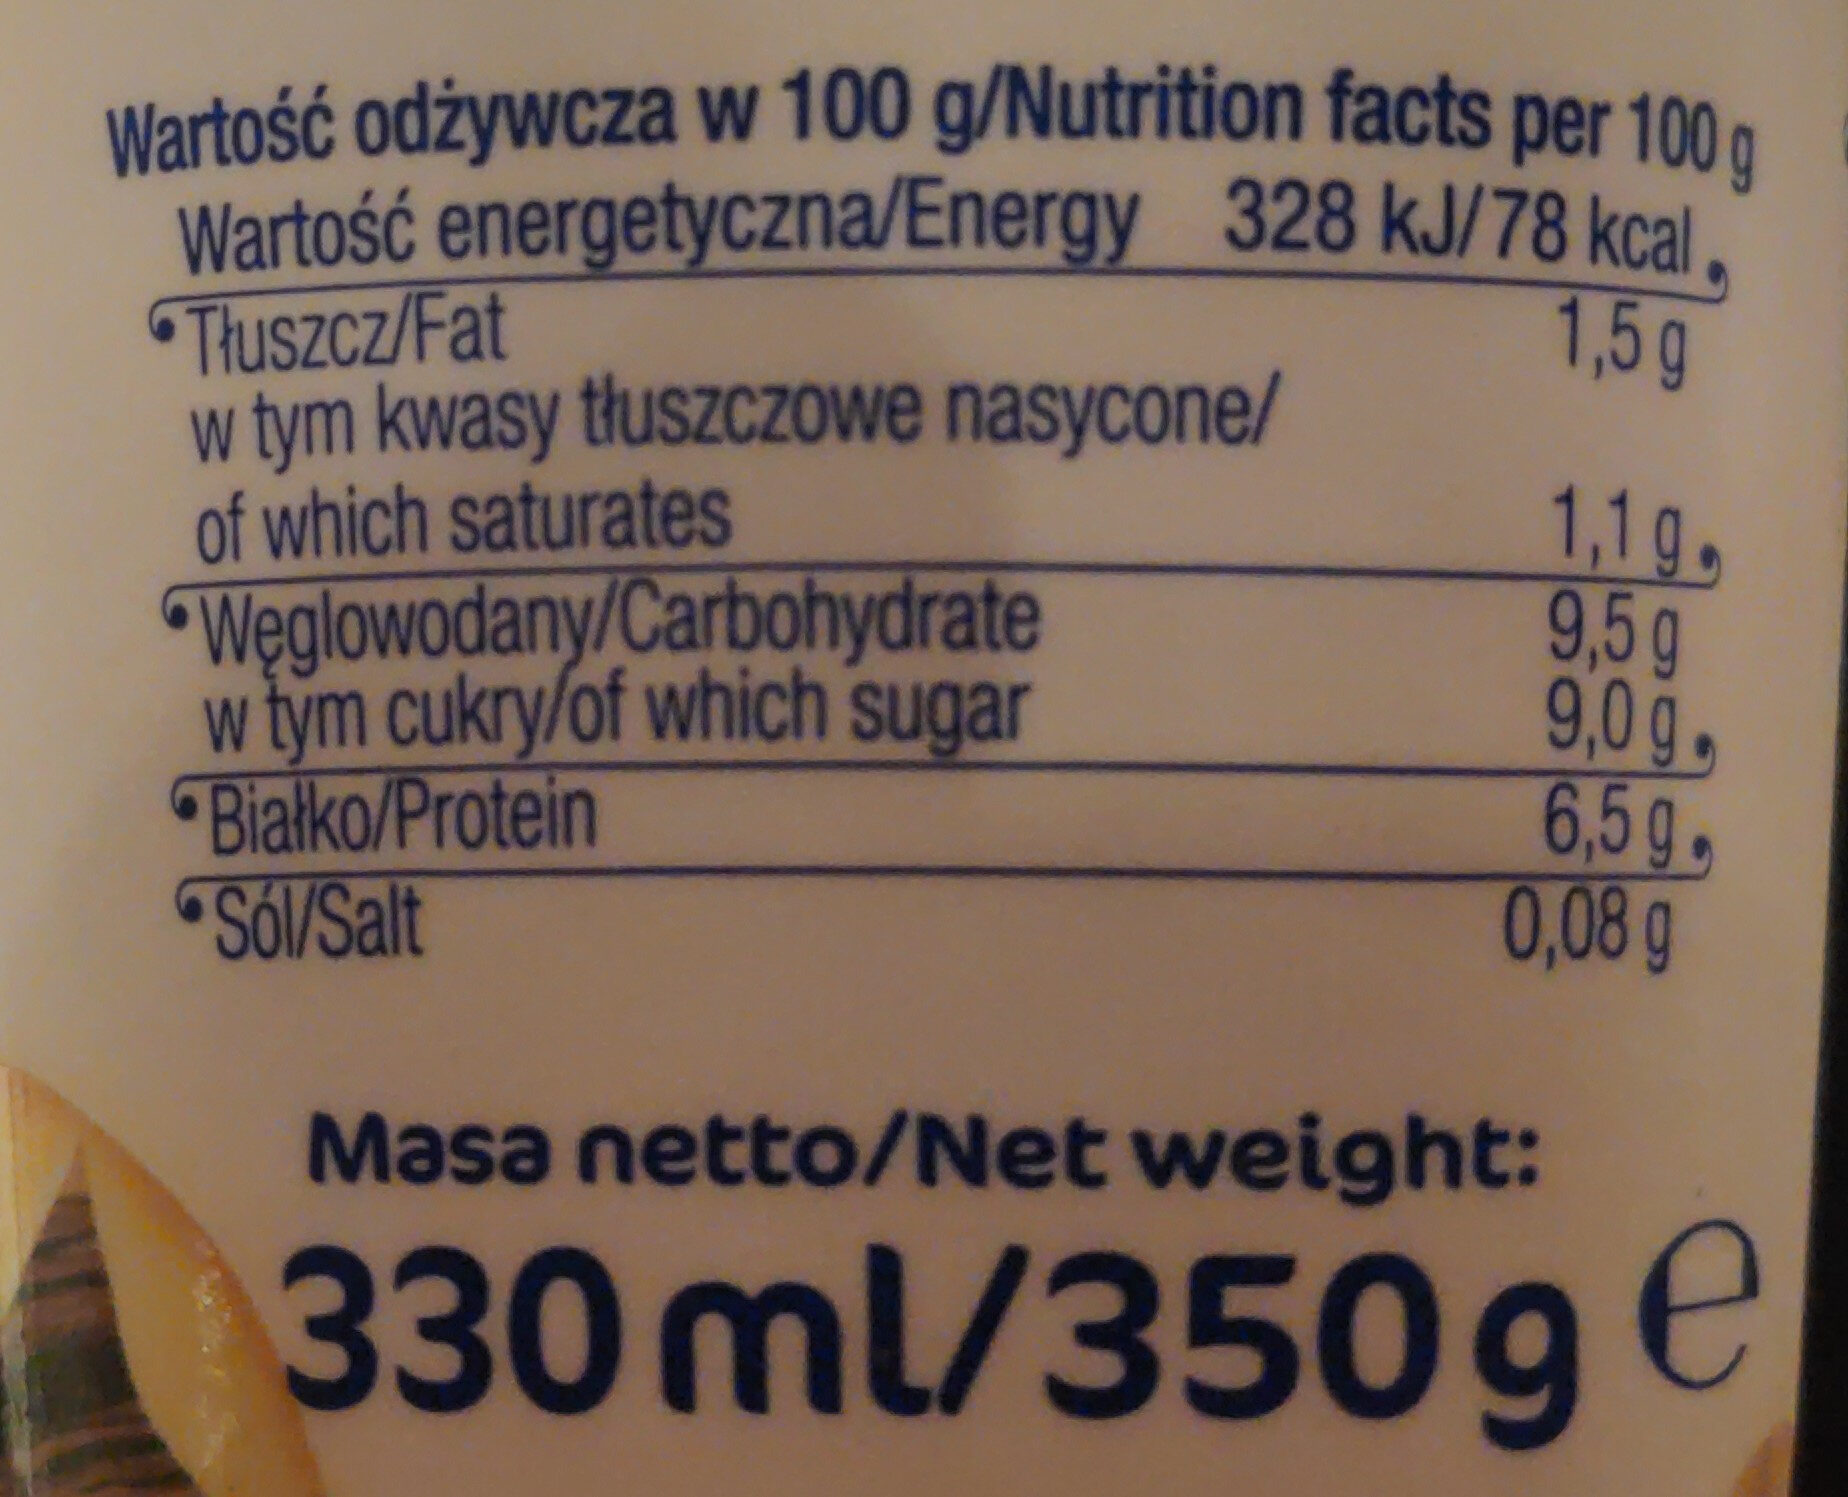 Wartość odżywcza w 100 g/Nutrition facts per 100 g
Wartość energetyczna/Energy 328 kJ/78 kcal
Tłuszcz/Fat 1,5 g
w tym kwasy tłuszczowe nasycone/
of which saturates 1,1 g
Węglowodany/Carbohydrate 9,5 g
w tym cukry/of which sugar 9,0 g
Białko/Protein 6,5 g
Sól/Salt 0,08 g
Masa netto/Net weight:
330 ml/350 g e